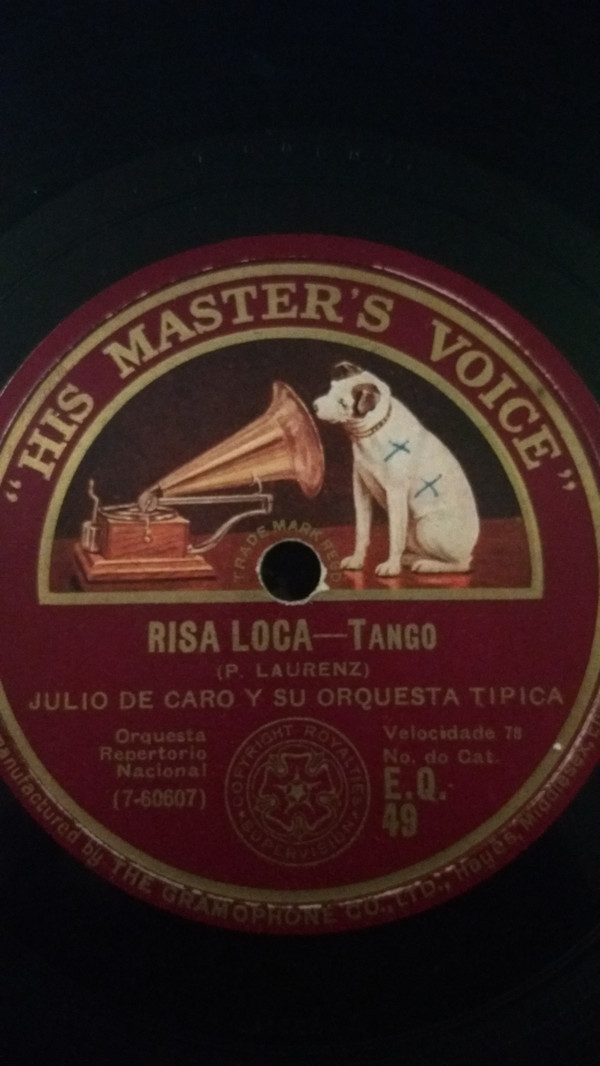 “HIS MASTER'S VOICE”
TRADE MARK REGD
RISA LOCA—TANGO
(P. LAURENZ)
JULIO DE CARO Y SU ORQUESTA TIPICA
Orquesta
Repertorio
Nacional
(7-60607)
COPYRIGHT ROYALTIES
SUPERVISION
Velocidade 78
No. do Cat.
E.Q.
49
manufactured by THE GRAMOPHONE CO., LTD., Hayes, Middlesex,